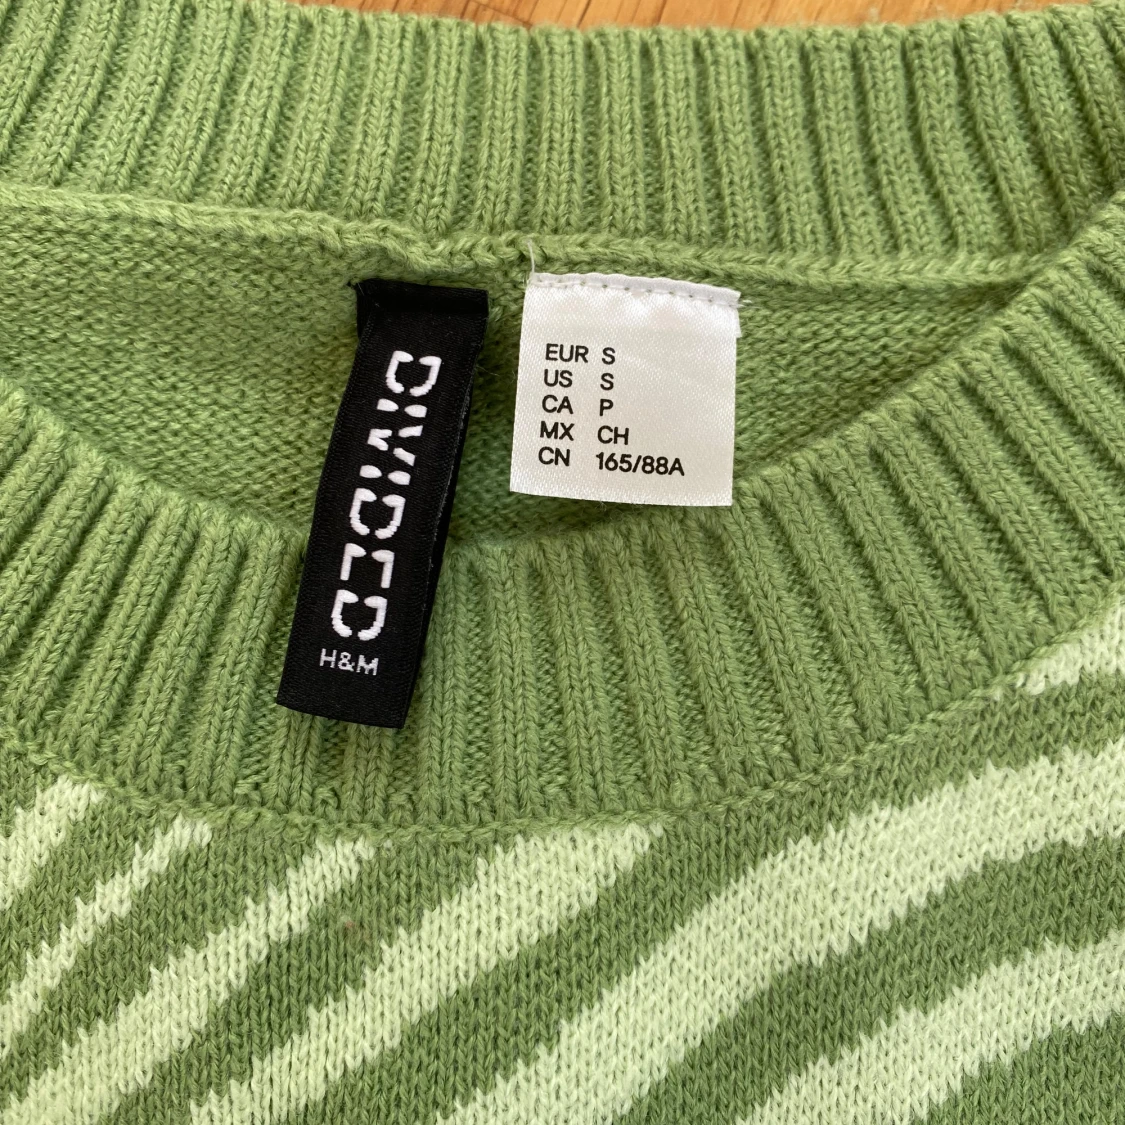 DIVIDED
H&M
EUR S
US S
CA P
MX CH
CN 165/88A